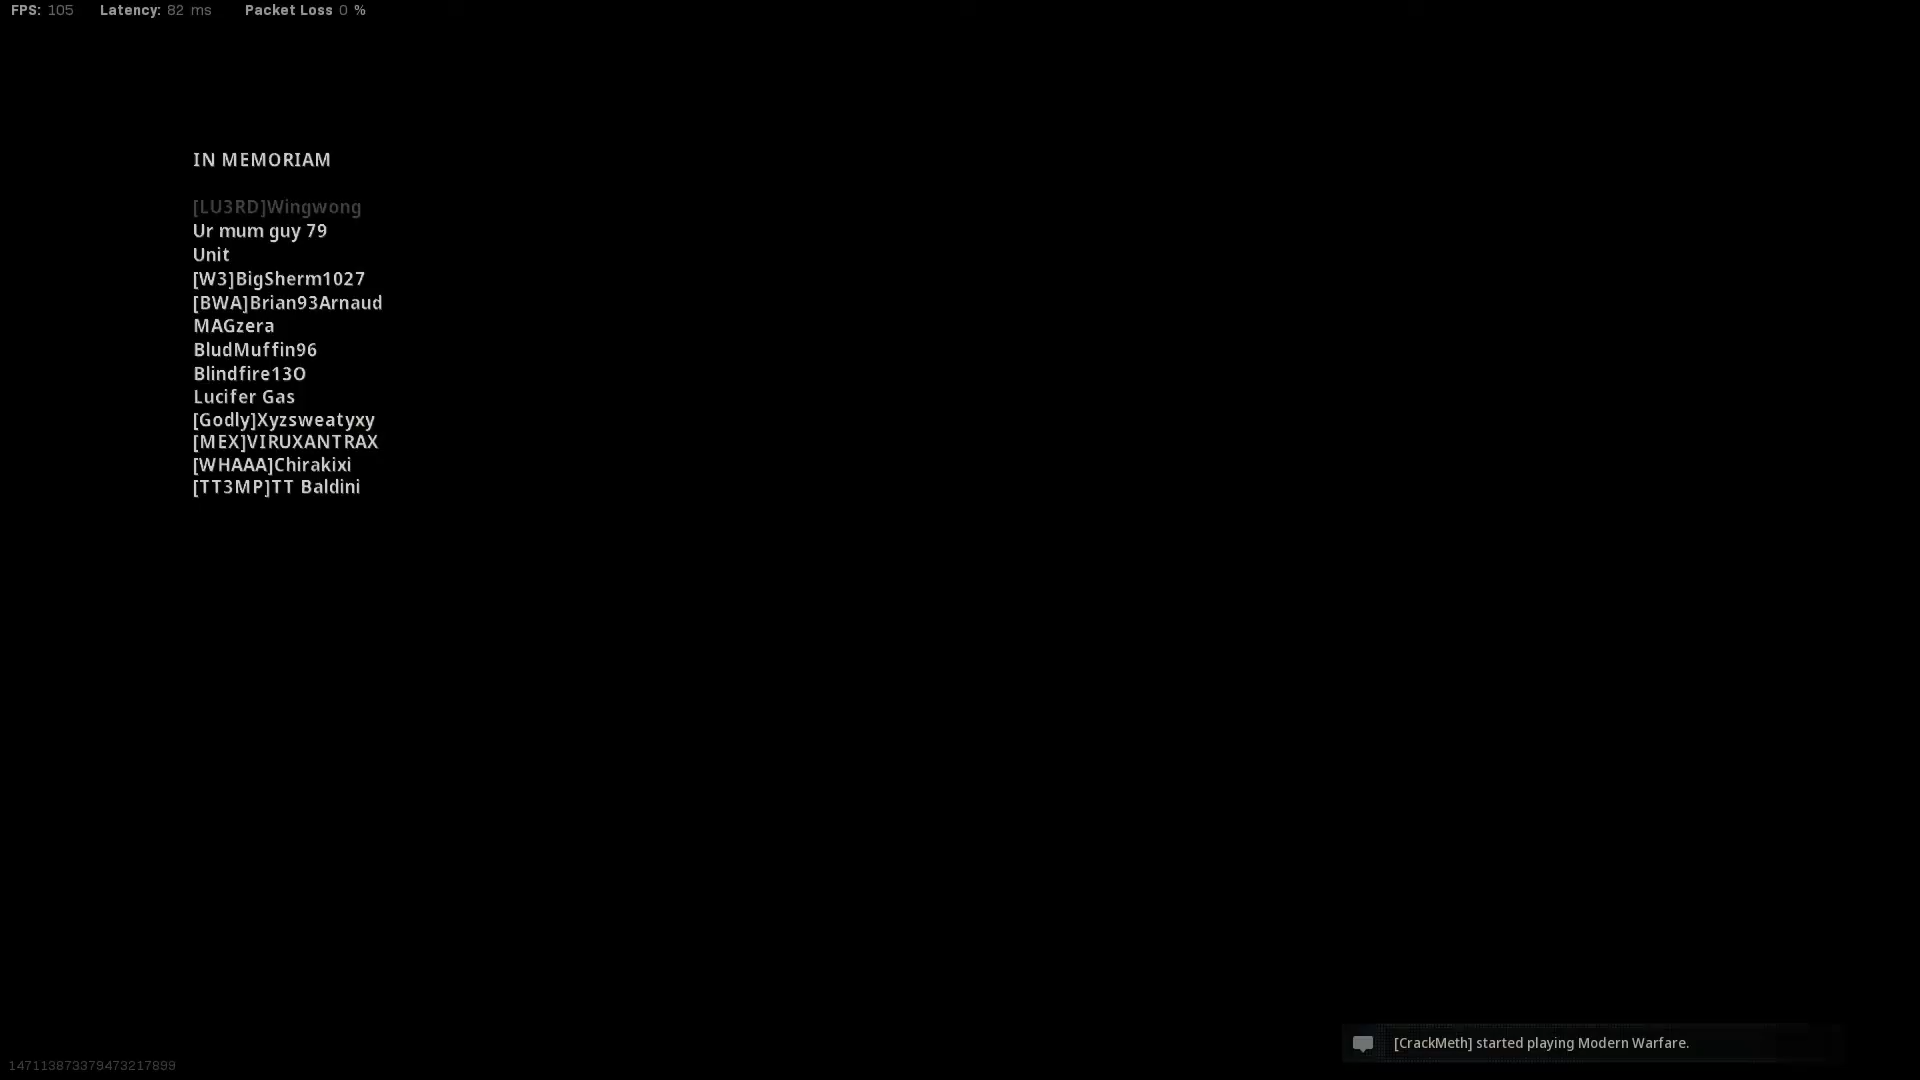 FPS: 105 Latency: 82 ms Packet Loss 0 %
IN MEMORIAM
[LU3RD]Wingwong
Ur mum guy 79
Unit
[W3]BigSherm1027
[BWA]Brian93Arnaud
MAGzera
BludMuffin96
Blindfire13O
Lucifer Gas
[Godly]Xyzsweatyxy
[MEX]VIRUXANTRAX
[WHAAA]Chirakixi
[TT3MP]TT Baldini
[CrackMeth] started playing Modern Warfare.
147113873379473217899